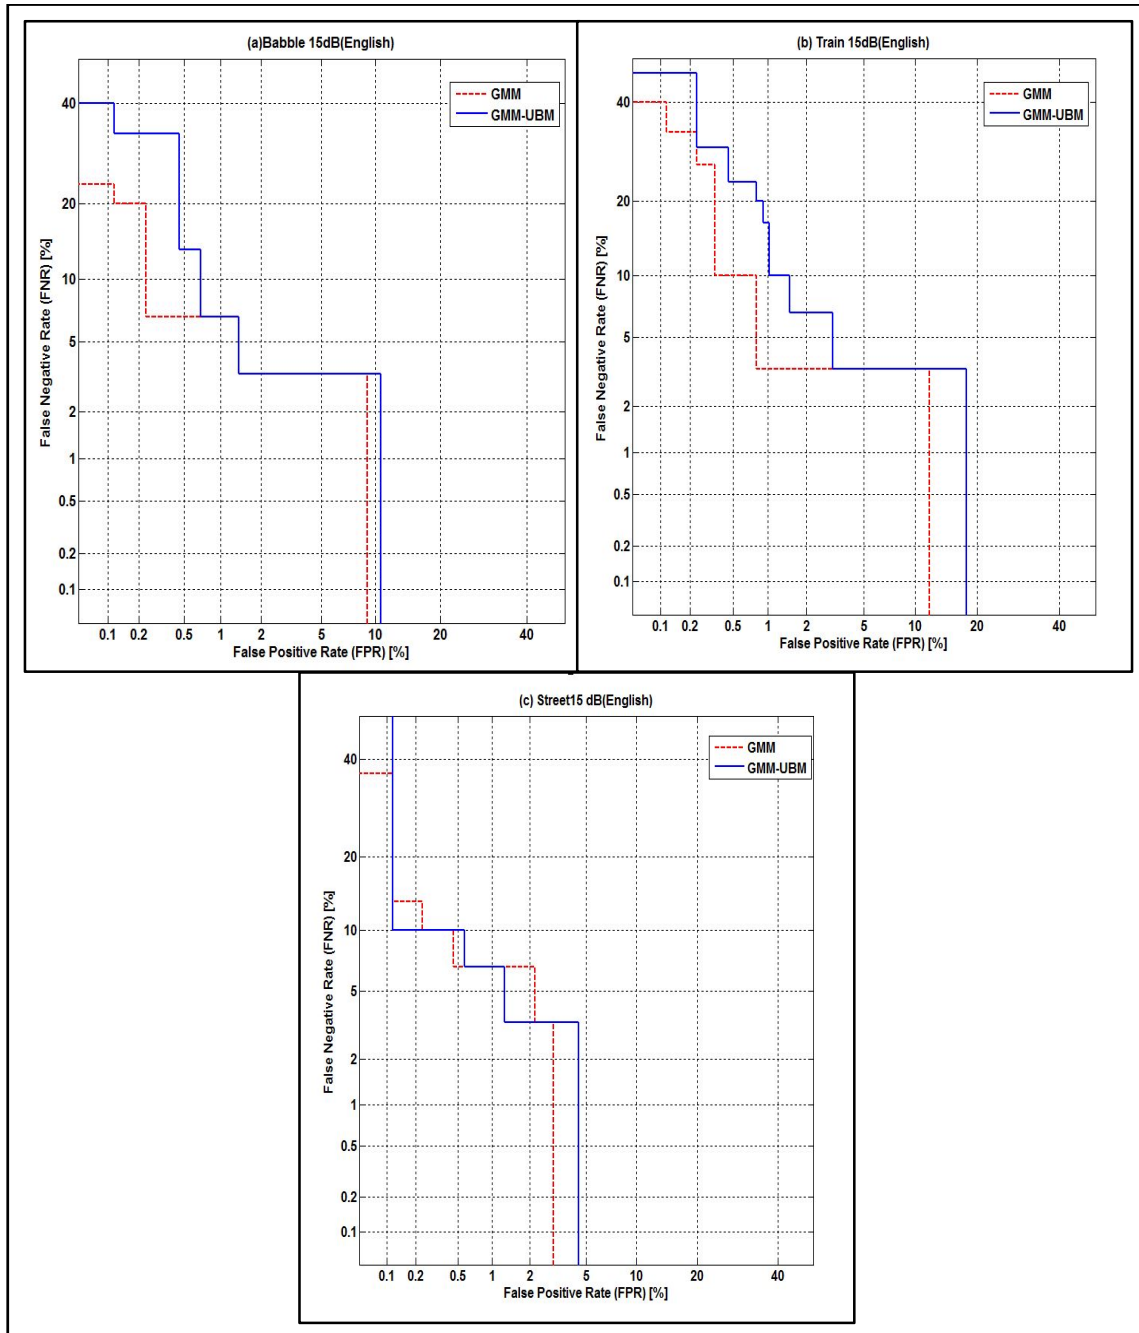 (a)Babble 15dB(English)
GMM
GMM-UBM
False Negative Rate (FNR) [%]
40
20
10
5
2
1
0.5
0.2
0.1
0.1 0.2 0.5 1 2 5 10 20 40
False Positive Rate (FPR) [%]
(b) Train 15dB(English)
GMM
GMM-UBM
False Negative Rate (FNR) [%]
40
20
10
5
2
1
0.5
0.2
0.1
0.1 0.2 0.5 1 2 5 10 20 40
False Positive Rate (FPR) [%]
(c) Street15 dB(English)
GMM
GMM-UBM
False Negative Rate (FNR) [%]
40
20
10
5
2
1
0.5
0.2
0.1
0.1 0.2 0.5 1 2 5 10 20 40
False Positive Rate (FPR) [%]